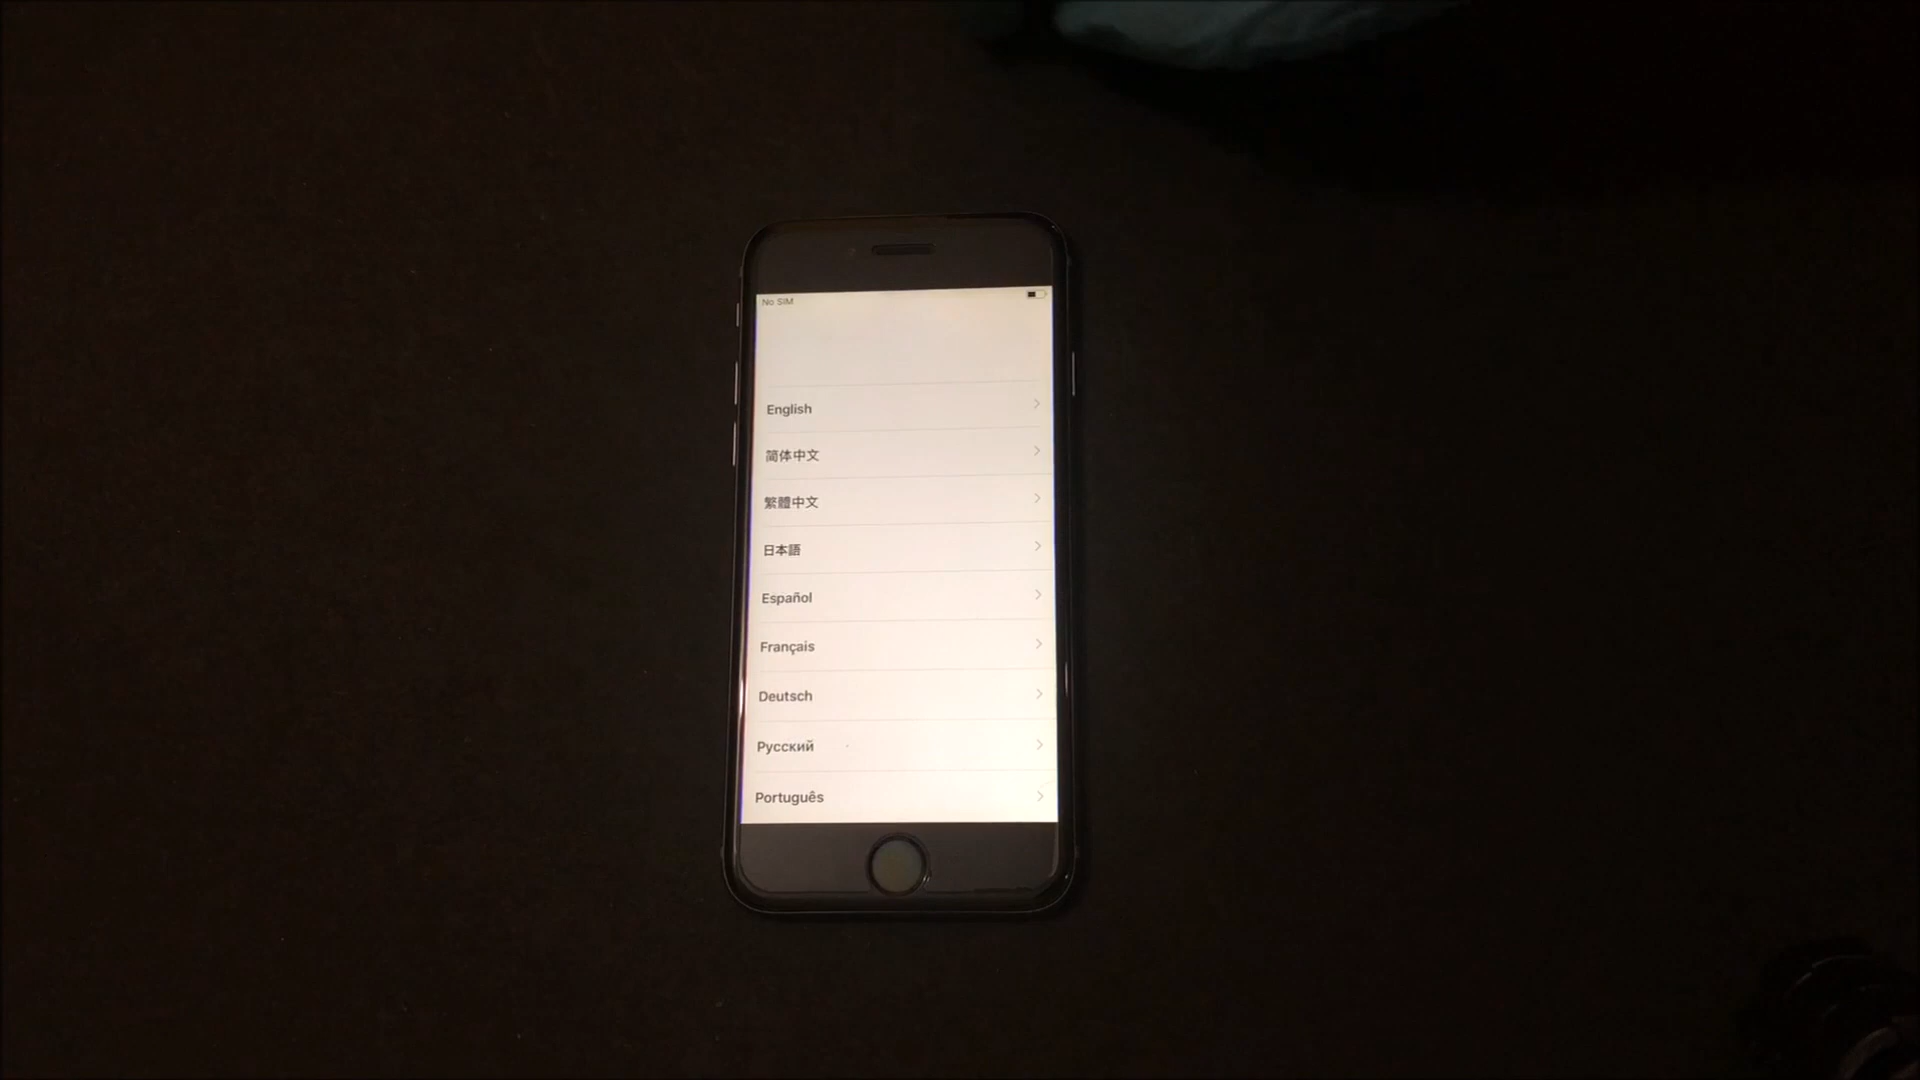 No SIM
English
简体中文
繁體中文
日本語
Español
Français
Deutsch
Русский
Português